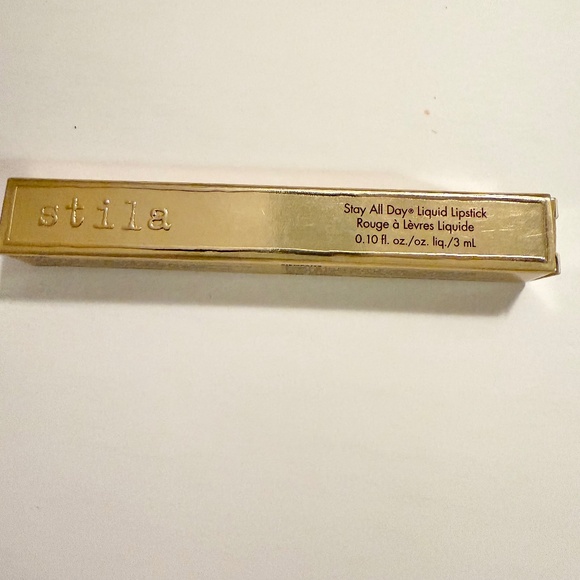 stila
Stay All Day® Liquid Lipstick
Rouge à Lèvres Liquide
0.10 fl. oz./oz. liq./3 mL